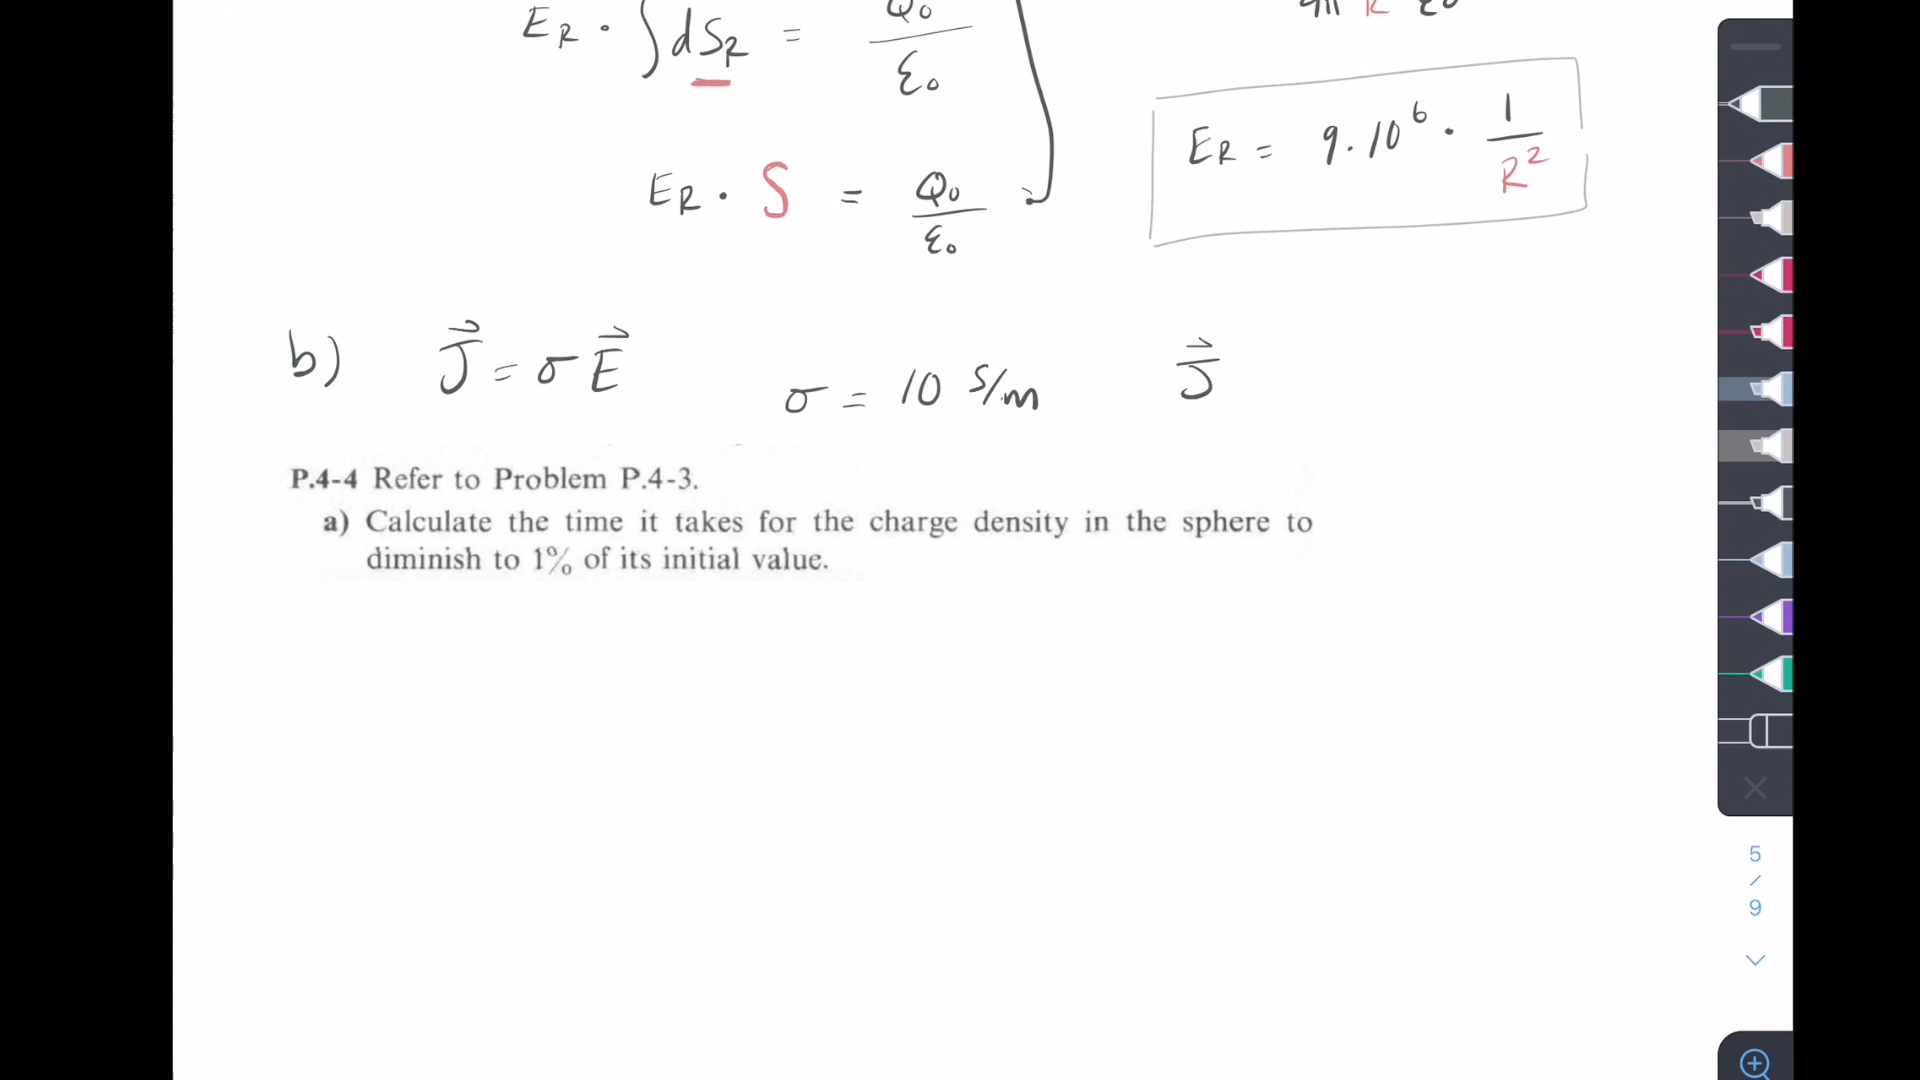 E_R · ∫ dS_R = Q₀ / ε₀
R
E_R = 9·10⁶ · 1 / R²
E_R · S = Q₀ / ε₀
b) J⃗ = σ E⃗ σ = 10 S/m J⃗
P.4-4 Refer to Problem P.4-3.
a) Calculate the time it takes for the charge density in the sphere to
diminish to 1% of its initial value.
5
/
9